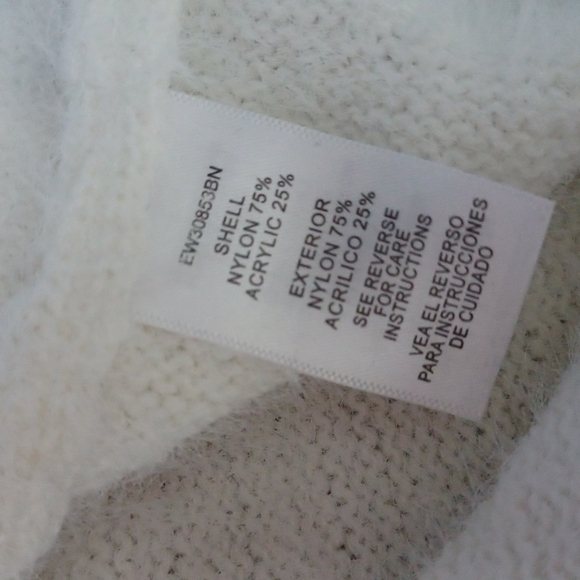 EW30853BN
SHELL
NYLON 75%
ACRYLIC 25%
EXTERIOR
NYLON 75%
ACRILICO 25%
SEE REVERSE
FOR CARE
INSTRUCTIONS
VEA EL REVERSO
PARA INSTRUCCIONES
DE CUIDADO